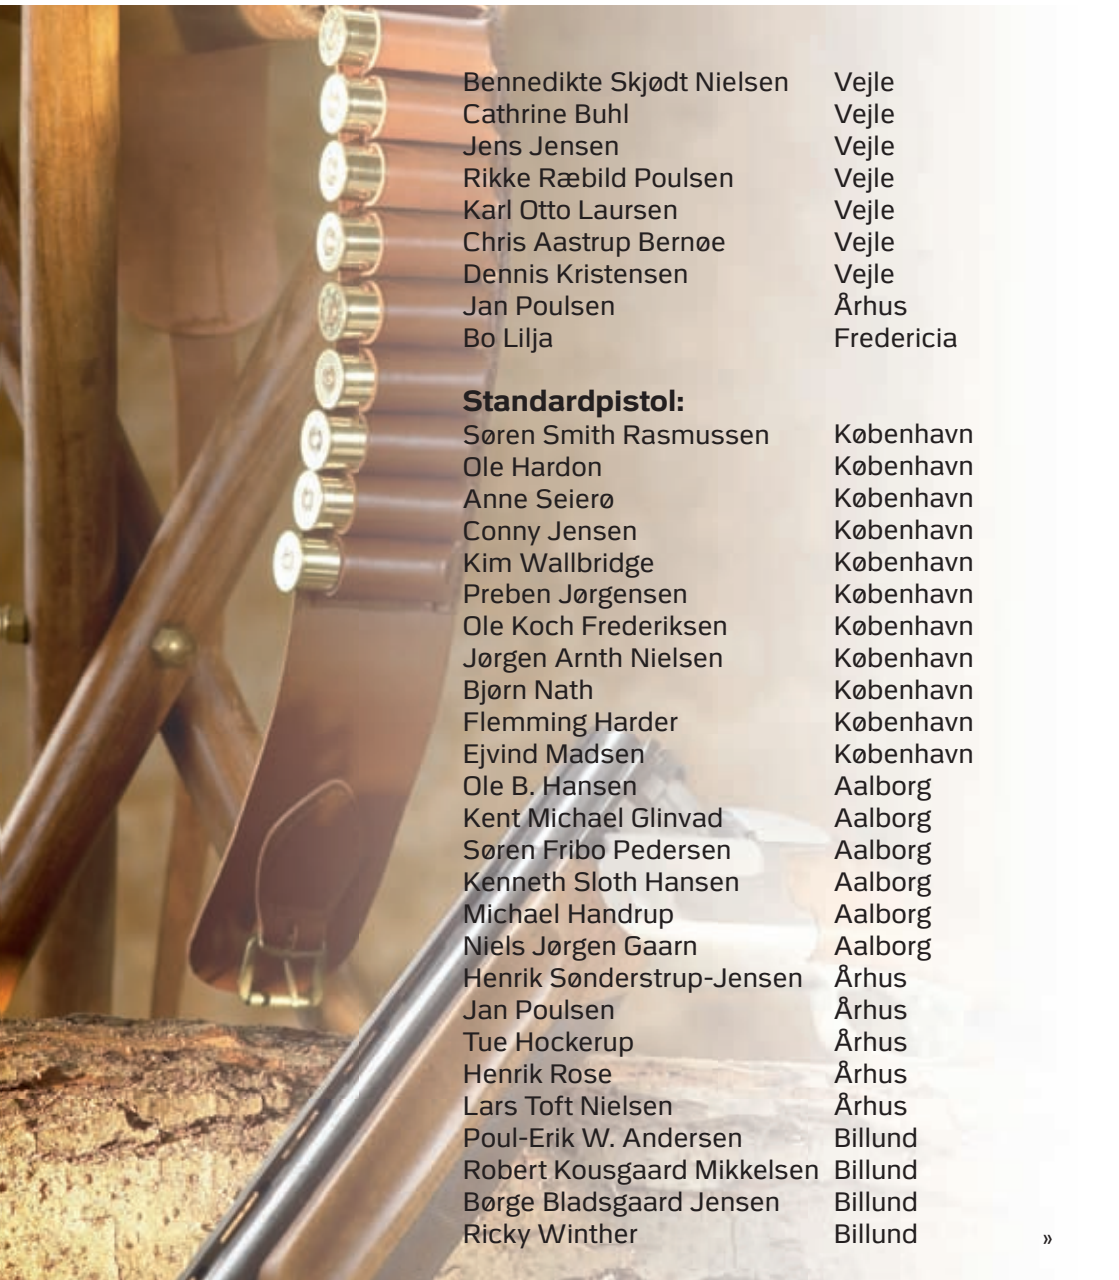 Bennedikte Skjødt Nielsen Vejle
Cathrine Buhl Vejle
Jens Jensen Vejle
Rikke Ræbild Poulsen Vejle
Karl Otto Laursen Vejle
Chris Aastrup Bernøe Vejle
Dennis Kristensen Vejle
Jan Poulsen Århus
Bo Lilja Fredericia
Standardpistol:
Søren Smith Rasmussen København
Ole Hardon København
Anne Seierø København
Conny Jensen København
Kim Wallbridge København
Preben Jørgensen København
Ole Koch Frederiksen København
Jørgen Arnth Nielsen København
Bjørn Nath København
Flemming Harder København
Ejvind Madsen København
Ole B. Hansen Aalborg
Kent Michael Glinvad Aalborg
Søren Fribo Pedersen Aalborg
Kenneth Sloth Hansen Aalborg
Michael Handrup Aalborg
Niels Jørgen Gaarn Aalborg
Henrik Sønderstrup-Jensen Århus
Jan Poulsen Århus
Tue Hockerup Århus
Henrik Rose Århus
Lars Toft Nielsen Århus
Poul-Erik W. Andersen Billund
Robert Kousgaard Mikkelsen Billund
Børge Bladsgaard Jensen Billund
Ricky Winther Billund »